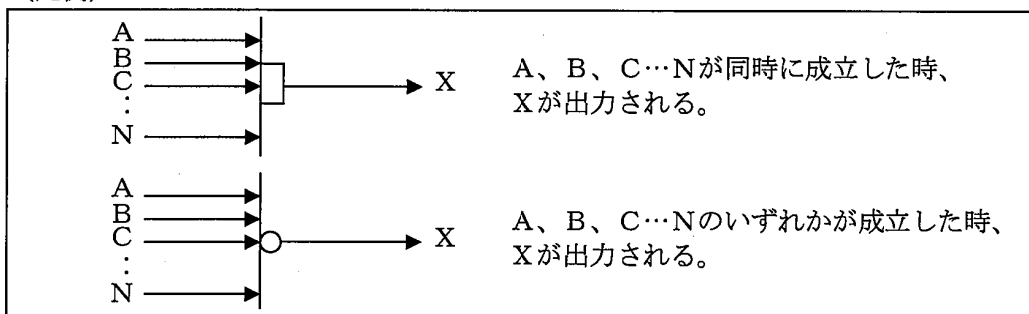 A
B
C
⋮
N
X
A、B、C…Nが同時に成立した時、
Xが出力される。
A
B
C
⋮
N
X
A、B、C…Nのいずれかが成立した時、
Xが出力される。